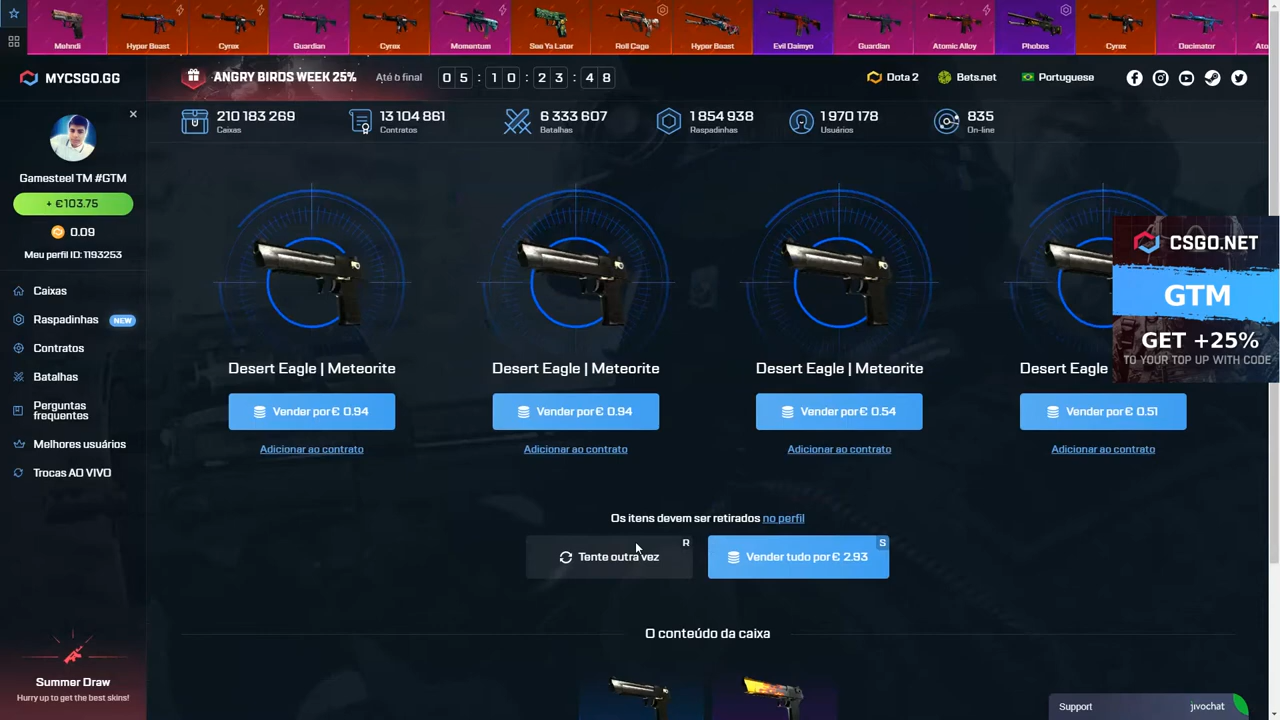 Mehndi
Hyper Beast
Cyrex
Guardian
Cyrex
Momentum
See Ya Later
Roll Cage
Hyper Beast
Evil Daimyo
Guardian
Atomic Alloy
Phobos
Cyrex
Decimator
Ato
MYCSGO.GG
ANGRY BIRDS WEEK 25%
Até o final
05:10:23:48
Dota 2
Bets.net
Portuguese
210 183 269
Caixas
13 104 861
Contratos
6 333 607
Batalhas
1 854 938
Raspadinhas
1 970 178
Usuários
835
On-line
Gamesteel TM #GTM
+ €103.75
0.09
Meu perfil ID: 1193253
Caixas
Raspadinhas NEW
Contratos
Batalhas
Perguntas
frequentes
Melhores usuários
Trocas AO VIVO
Summer Draw
Hurry up to get the best skins!
Desert Eagle | Meteorite
Vender por € 0.94
Adicionar ao contrato
Desert Eagle | Meteorite
Vender por € 0.94
Adicionar ao contrato
Desert Eagle | Meteorite
Vender por € 0.54
Adicionar ao contrato
Desert Eagle | Meteorite
Vender por € 0.51
Adicionar ao contrato
CSGO.NET
GTM
GET +25%
TO YOUR TOP UP WITH CODE
Os itens devem ser retirados no perfil
Tente outra vez R
Vender tudo por € 2.93 S
O conteúdo da caixa
Support
jivochat